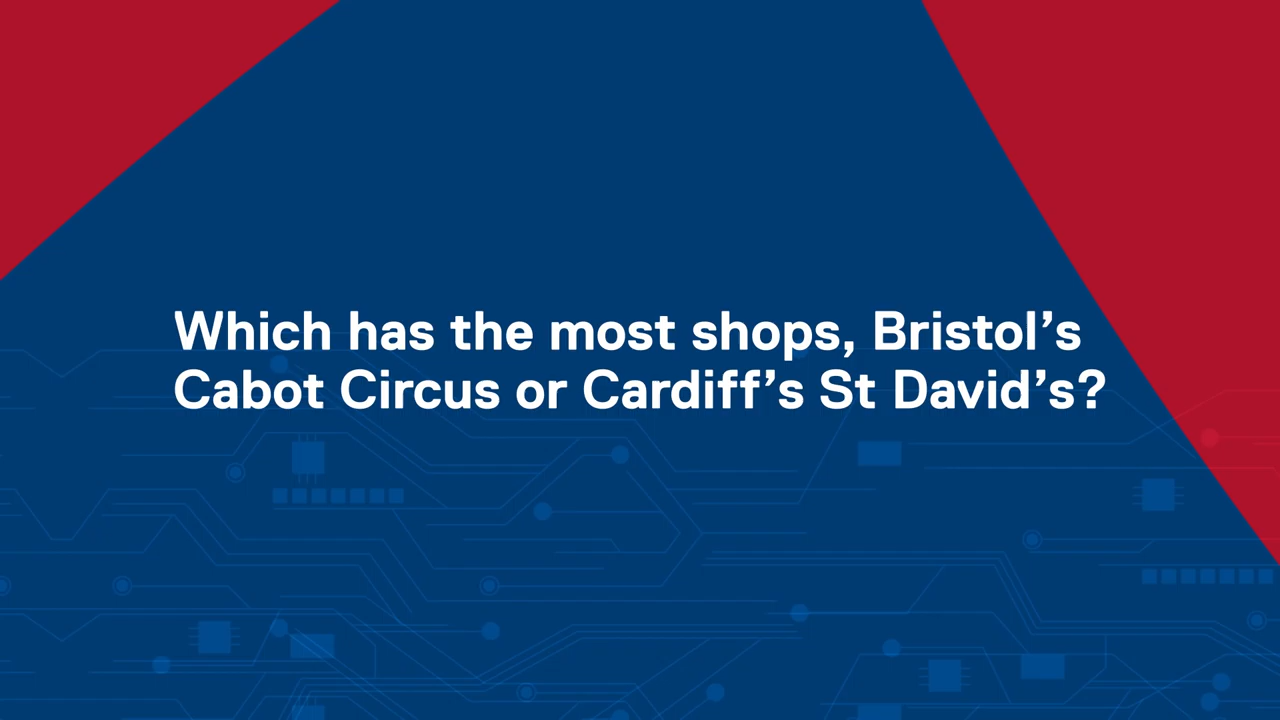 Which has the most shops, Bristol’s
Cabot Circus or Cardiff’s St David’s?